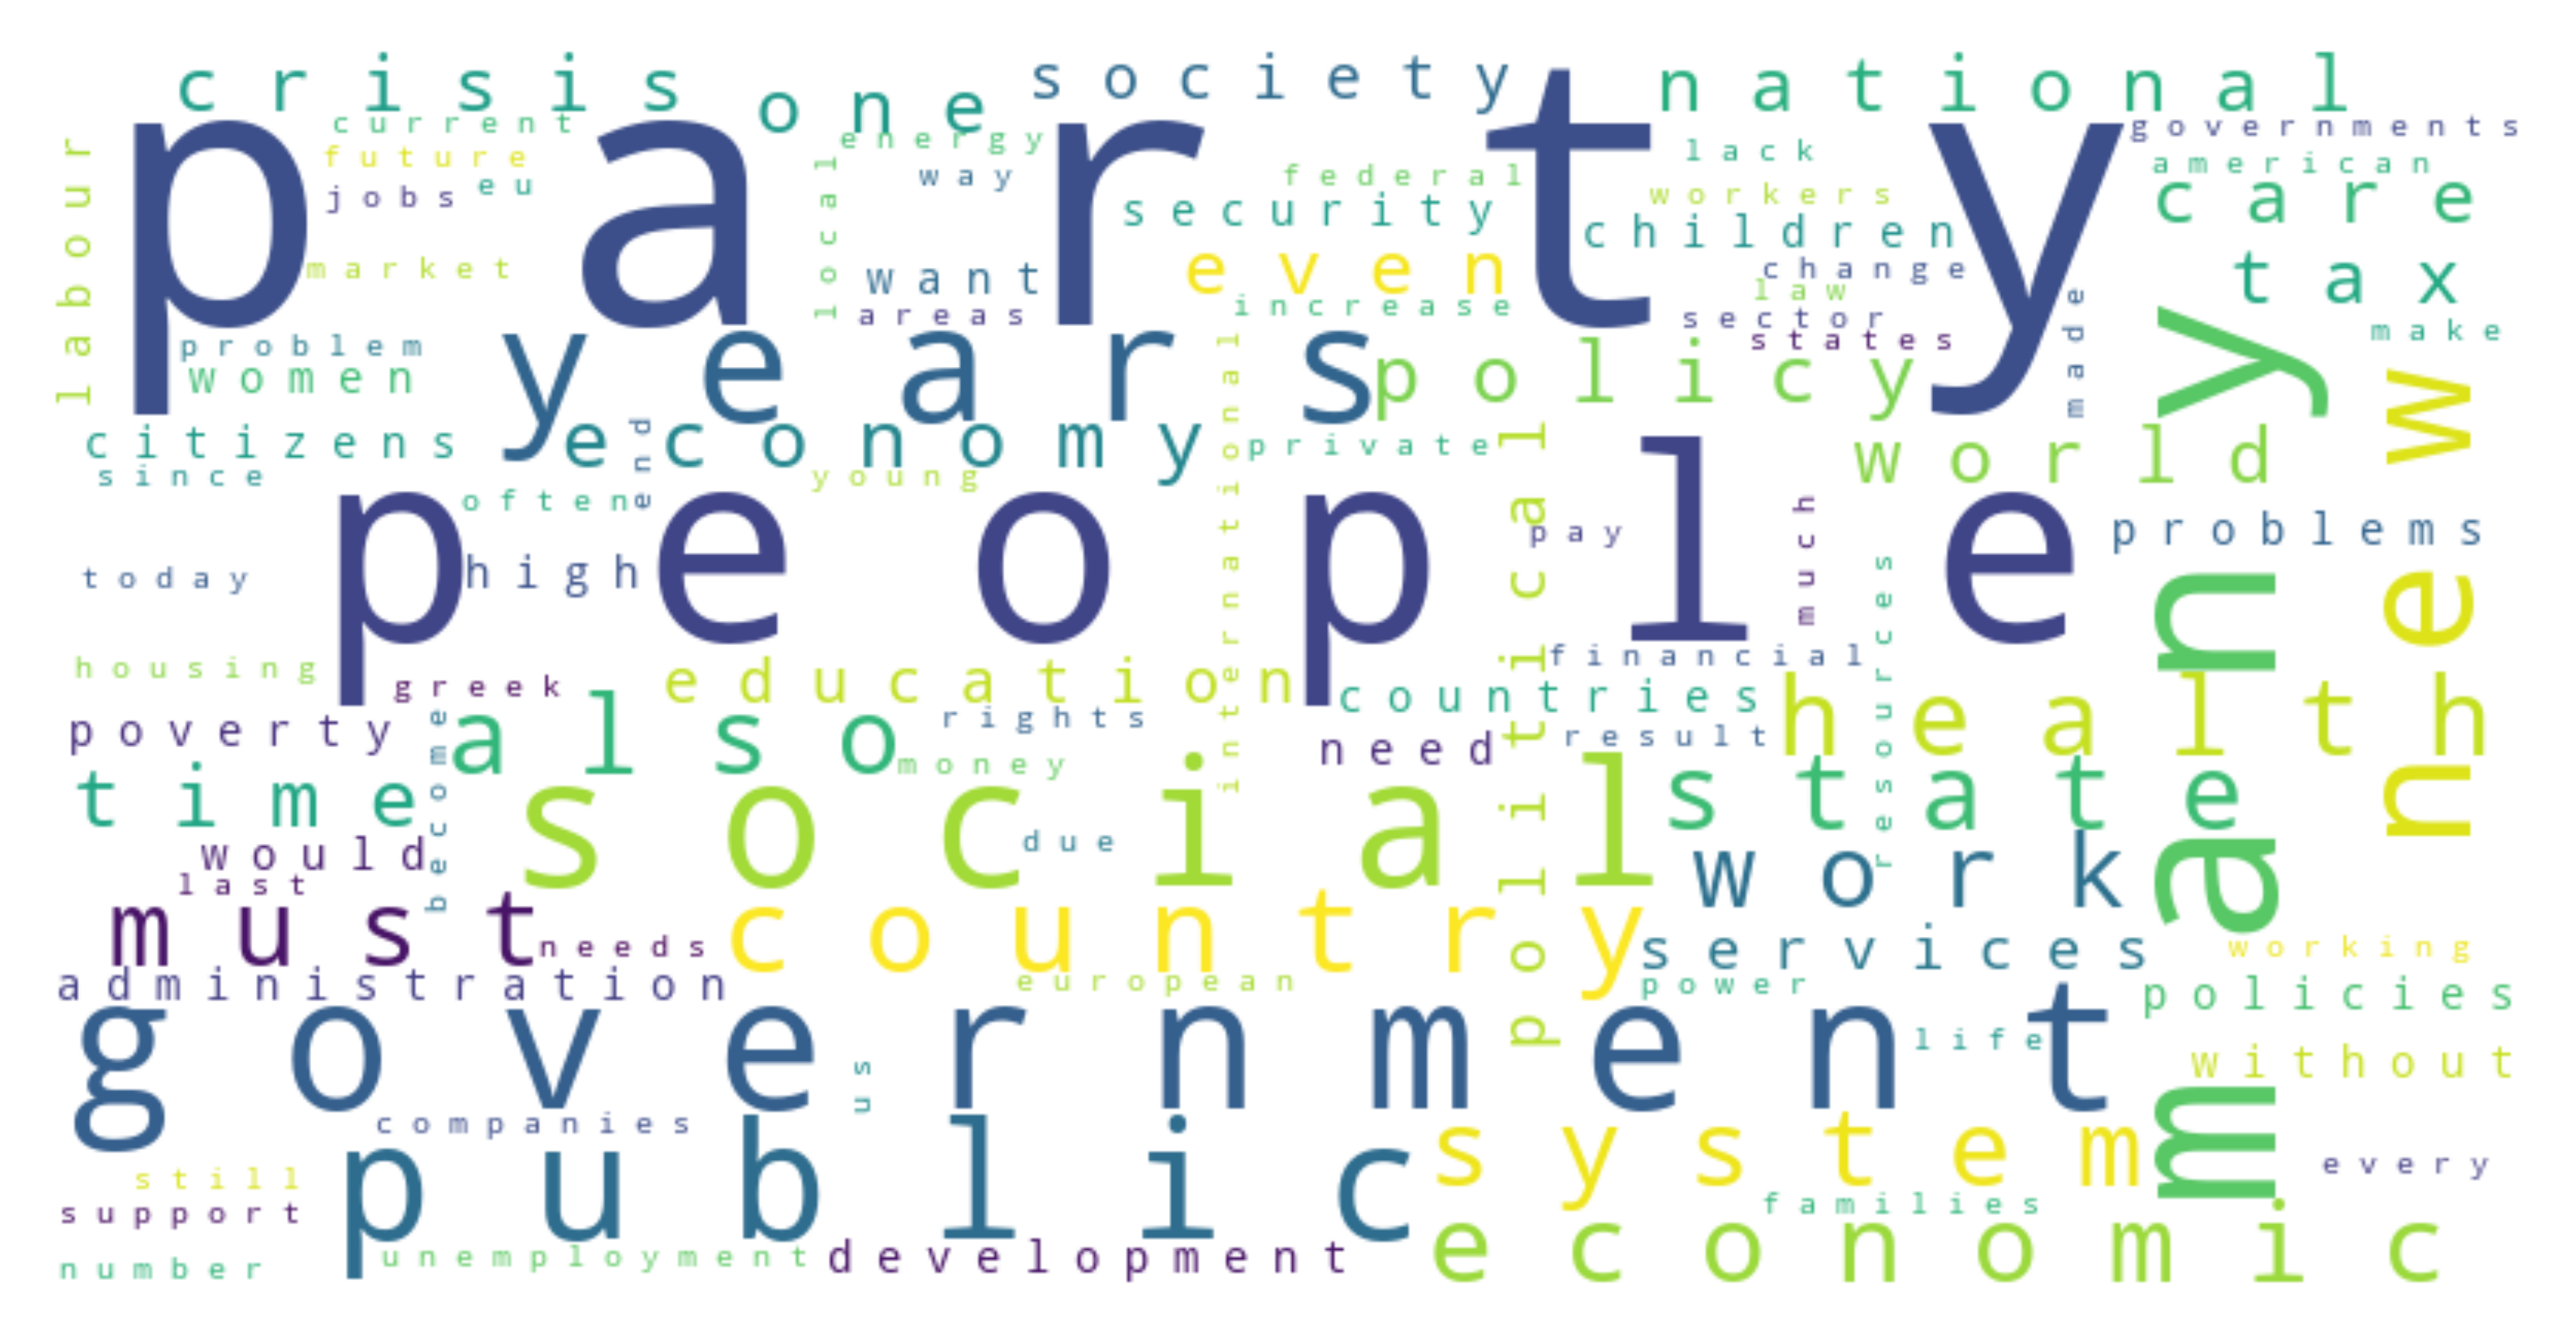 crisis
one
society
national
party
current
energy
governments
future
way
lack
american
jobs
eu
local
federal
workers
care
labour
security
children
market
want
even
change
tax
law
areas
increase
sector
states
made
make
problem
women
years
policy
many
new
citizens
economy
end
international
private
political
world
since
young
often
people
pay
much
problems
today
high
resources
housing
greek
education
financial
countries
health
poverty
become
also
rights
need
result
time
money
social
state
would
due
work
last
must
needs
country
services
working
administration
european
power
policies
government
life
us
without
companies
public
system
every
still
support
families
number
unemployment
development
economic